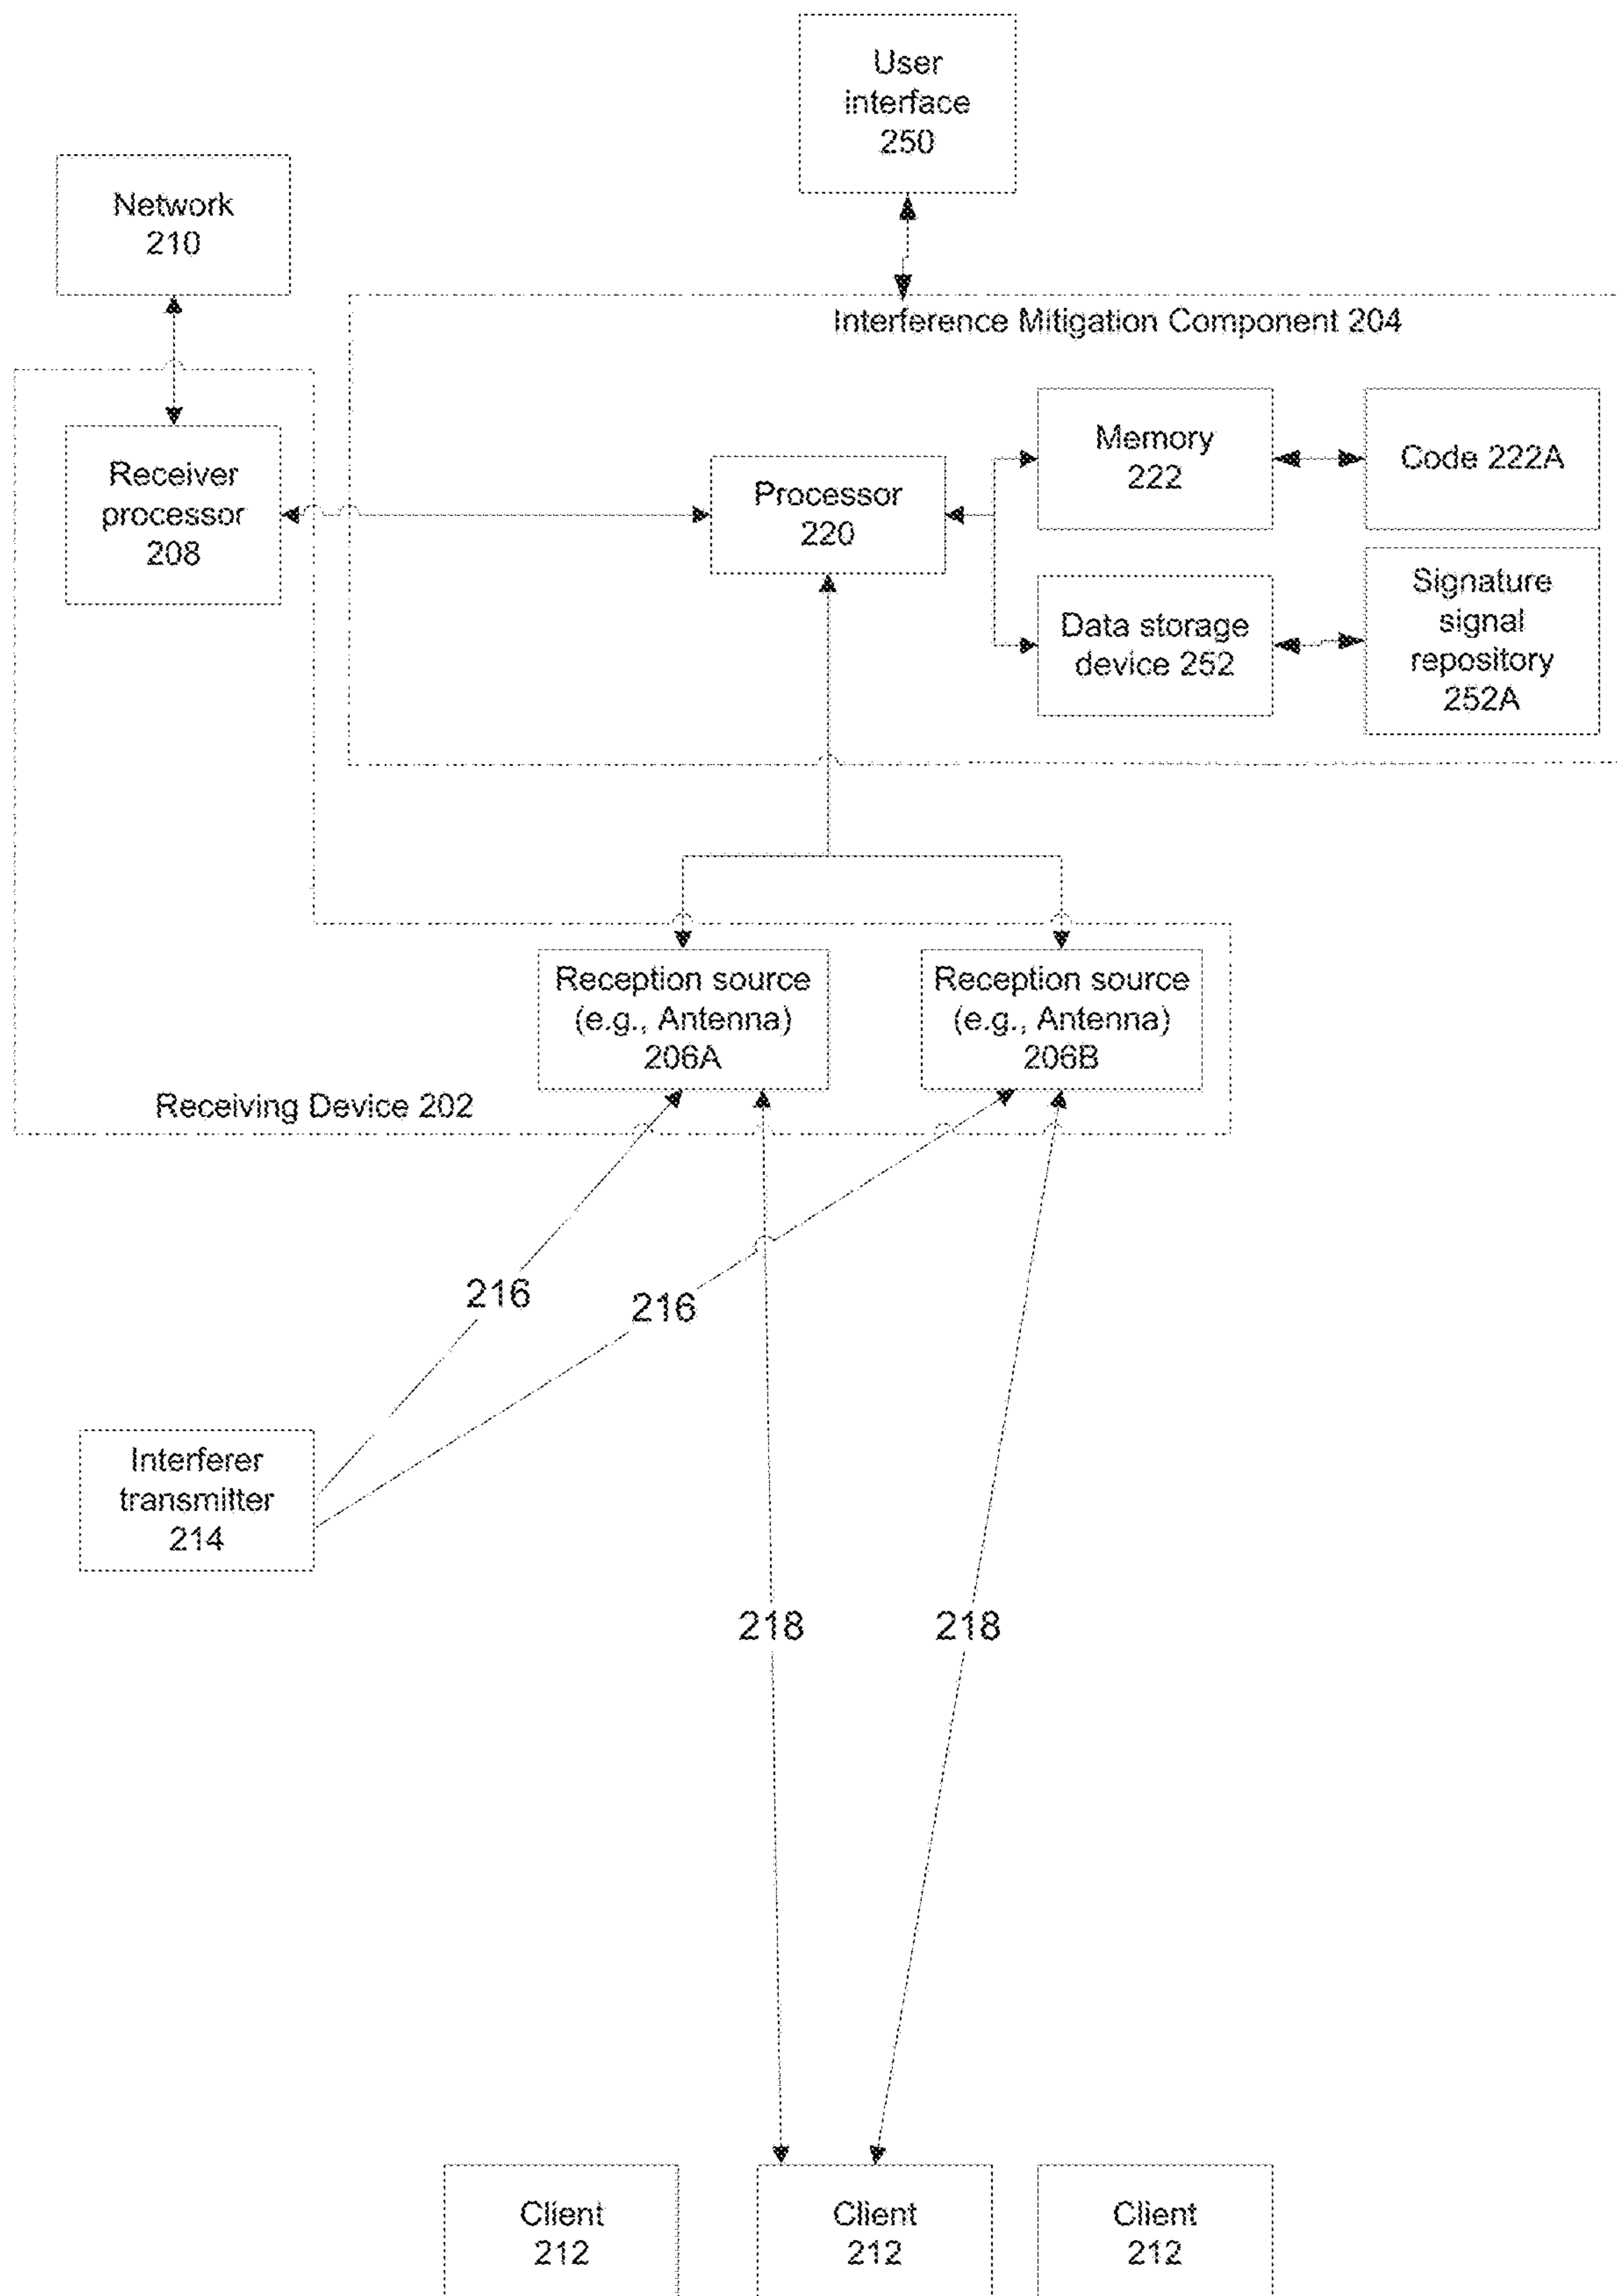 User
interface
250
Network
210
Interference Mitigation Component 204
Receiver
processor
208
Processor
220
Memory
222
Code 222A
Data storage
device 252
Signature
signal
repository
252A
Reception source
(e.g., Antenna)
206A
Reception source
(e.g., Antenna)
206B
Receiving Device 202
216
216
Interferer
transmitter
214
218
218
Client
212
Client
212
Client
212